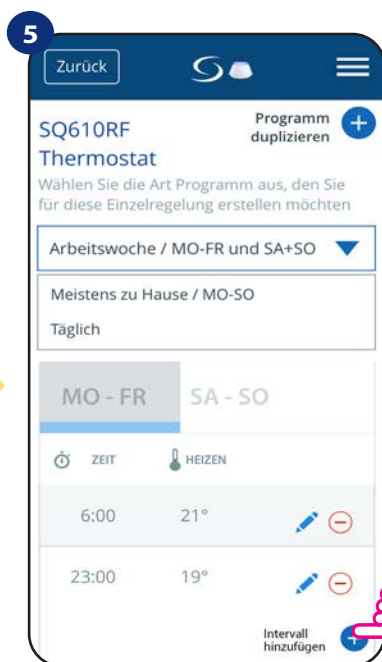 5
Zurück
SQ610RF
Thermostat
Programm
duplizieren
Wählen Sie die Art Programm aus, den Sie
für diese Einzelregelung erstellen möchten
Arbeitswoche / MO-FR und SA+SO
Meistens zu Hause / MO-SO
Täglich
MO - FR SA - SO
ZEIT HEIZEN
6:00 21°
23:00 19°
Intervall
hinzufügen